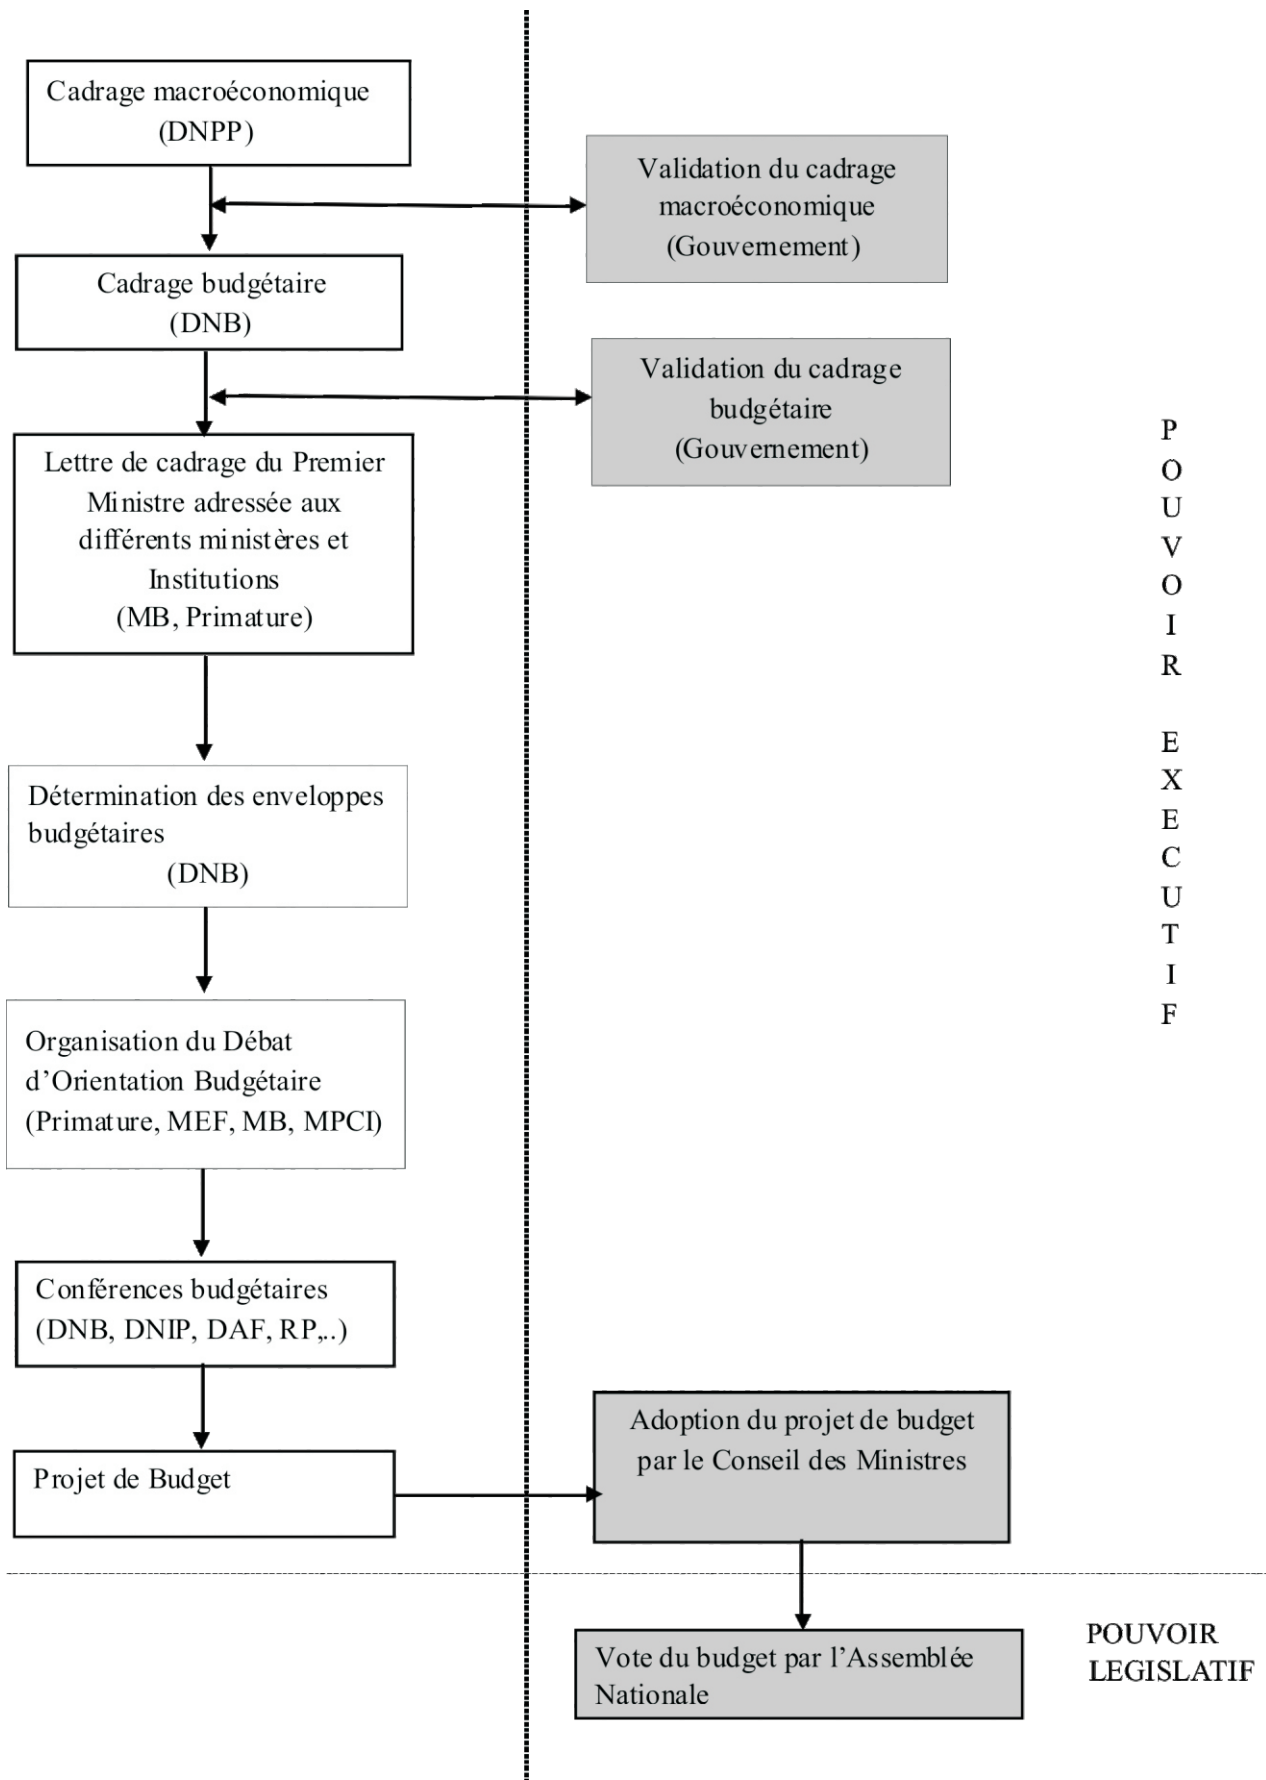 Cadrage macroéconomique
(DNPP)
Validation du cadrage
macroéconomique
(Gouvernement)
Cadrage budgétaire
(DNB)
Validation du cadrage
budgétaire
(Gouvernement)
Lettre de cadrage du Premier
Ministre adressée aux
différents ministères et
Institutions
(MB, Primature)
Détermination des enveloppes
budgétaires
(DNB)
Organisation du Débat
d’Orientation Budgétaire
(Primature, MEF, MB, MPCI)
Conférences budgétaires
(DNB, DNIP, DAF, RP,..)
Projet de Budget
Adoption du projet de budget
par le Conseil des Ministres
Vote du budget par l’Assemblée
Nationale
POUVOIR EXECUTIF
POUVOIR
LEGISLATIF